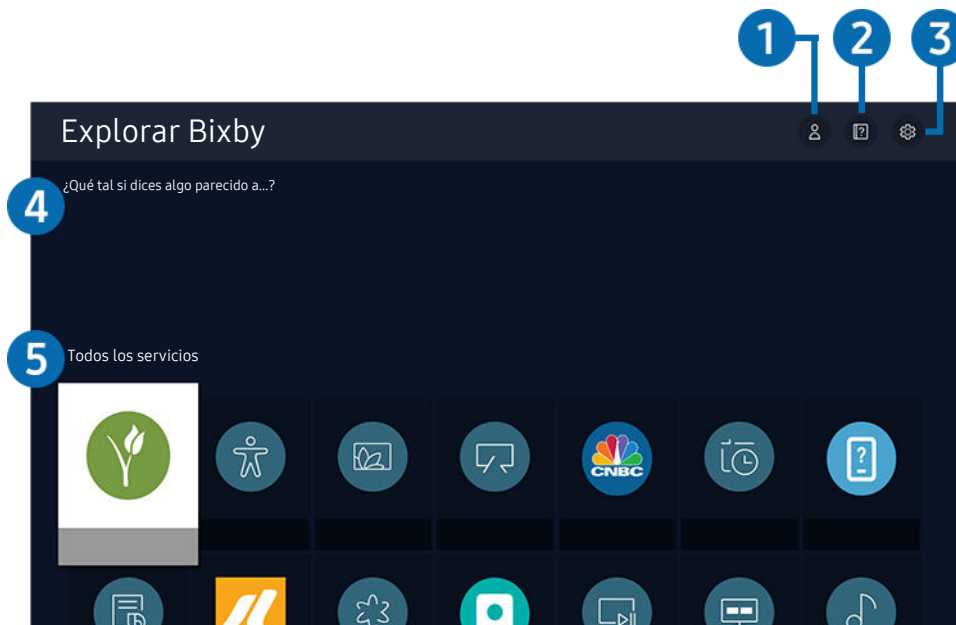 1 2 3
Explorar Bixby
4
¿Qué tal si dices algo parecido a...?
5
Todos los servicios
CNBC
?